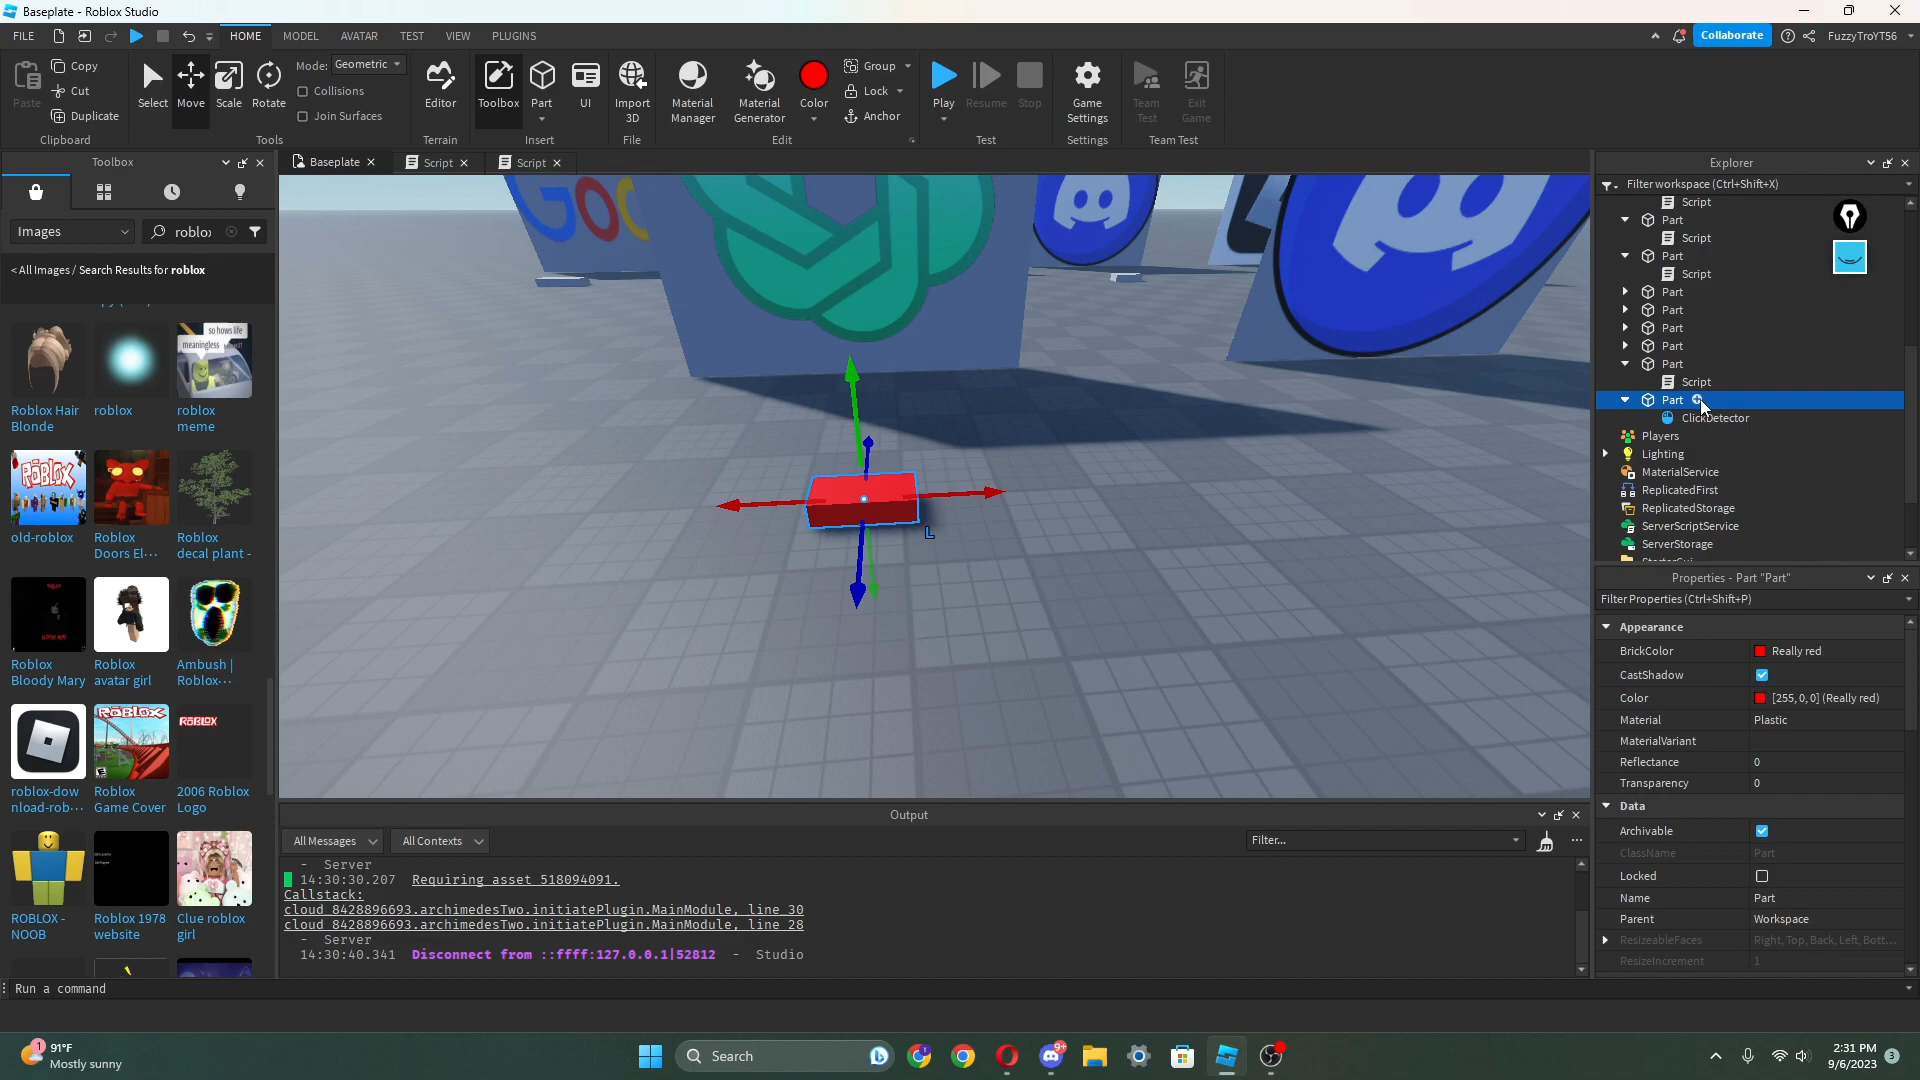 Baseplate - Roblox Studio
FILE
HOME
MODEL
AVATAR
TEST
VIEW
PLUGINS
Collaborate
FuzzyTroYT56
Paste
Copy
Cut
Duplicate
Clipboard
Select
Move
Scale
Rotate
Mode: Geometric
Collisions
Join Surfaces
Tools
Editor
Terrain
Toolbox
Part
UI
Insert
Import
3D
File
Material
Manager
Material
Generator
Color
Group
Lock
Anchor
Edit
Play
Resume
Stop
Test
Game
Settings
Settings
Team
Test
Exit
Game
Team Test
Toolbox
Images
roblo
< All Images / Search Results for roblox
so hows life
meaningless
Roblox Hair
Blonde
roblox
roblox
meme
ROBLOX
old-roblox
Roblox
Doors El···
Roblox
decal plant -
Roblox
Bloody Mary
Roblox
avatar girl
Ambush |
Roblox···
ROBLOX
ROBLOX
roblox-dow
nload-rob···
Roblox
Game Cover
2006 Roblox
Logo
ROBLOX -
NOOB
Roblox 1978
website
Clue roblox
girl
Baseplate
Script
Script
Goo
L
Output
All Messages
All Contexts
Filter...
- Server
14:30:30.207 Requiring asset 518094091.
Callstack:
cloud_8428896693.archimedesTwo.initiatePlugin.MainModule, line 30
cloud_8428896693.archimedesTwo.initiatePlugin.MainModule, line 28
- Server
14:30:40.341 Disconnect from ::ffff:127.0.0.1|52812 - Studio
Run a command
Explorer
Filter workspace (Ctrl+Shift+X)
Script
Part
Script
Part
Script
Part
Part
Part
Part
Part
Script
Part
ClickDetector
Players
Lighting
MaterialService
ReplicatedFirst
ReplicatedStorage
ServerScriptService
ServerStorage
Properties - Part "Part"
Filter Properties (Ctrl+Shift+P)
Appearance
BrickColor Really red
CastShadow
Color [255, 0, 0] (Really red)
Material Plastic
MaterialVariant
Reflectance 0
Transparency 0
Data
Archivable
ClassName Part
Locked
Name Part
Parent Workspace
ResizeableFaces Right, Top, Back, Left, Bott...
ResizeIncrement 1
1
91°F
Mostly sunny
Search
9+
2:31 PM
9/6/2023
3